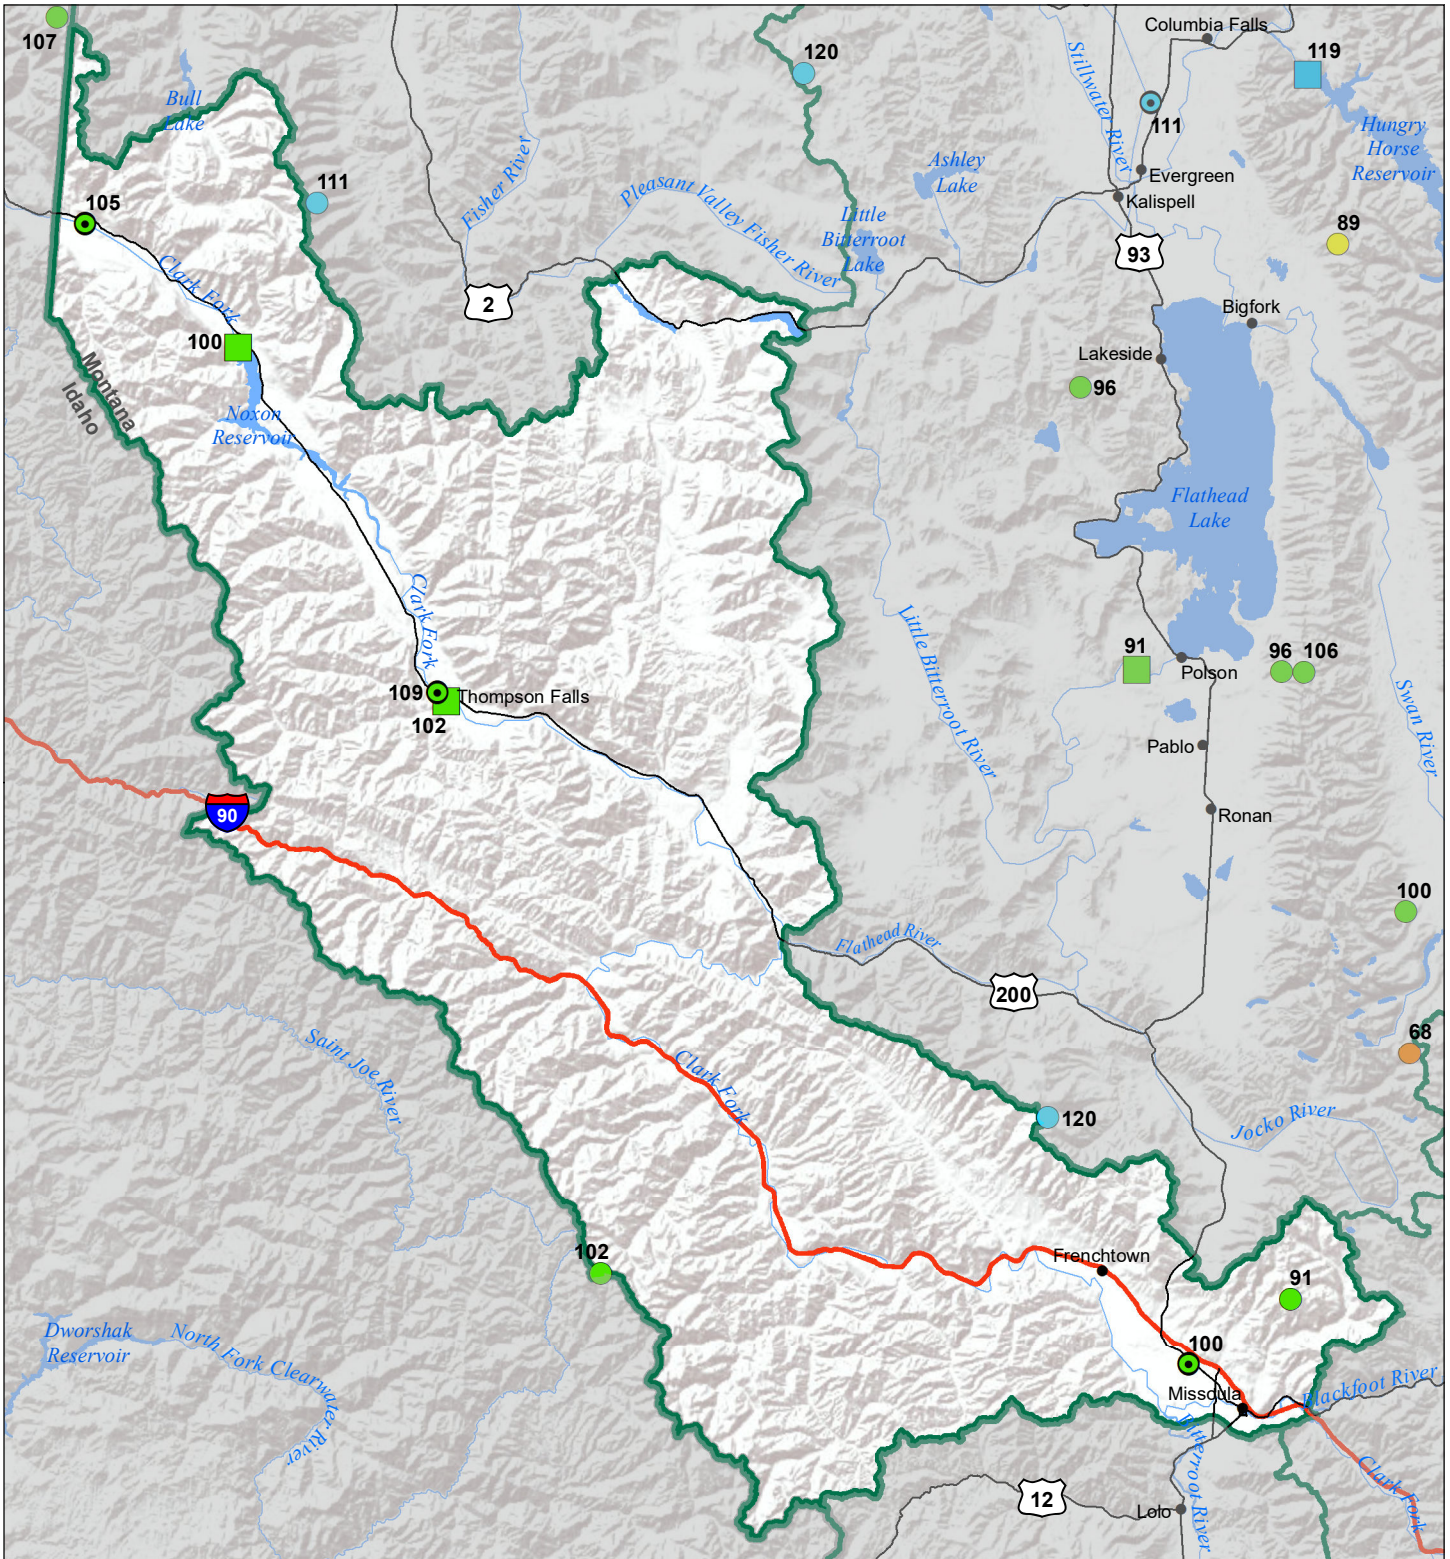 107
120
Columbia Falls
119
Stillwater River
Bull
Lake
111
Hungry
Horse
Reservoir
Fisher River
Ashley
Lake
Evergreen
111
Pleasant Valley Fisher River
Kalispell
105
Little
Bitterroot
Lake
89
93
Clark Fork
2
Bigfork
100
Lakeside
Montana
Idaho
96
Noxon
Reservoir
Flathead
Lake
Clark Fork
Little Bitterroot River
91
96
106
Polson
109
Thompson Falls
102
Swan River
Pablo
90
Ronan
100
Flathead River
200
Saint Joe River
68
Clark Fork
120
Jocko River
102
Frenchtown
91
Dworshak
Reservoir
North Fork Clearwater
River
100
Missoula
Blackfoot River
Bitterroot River
Clark Fork
12
Lolo